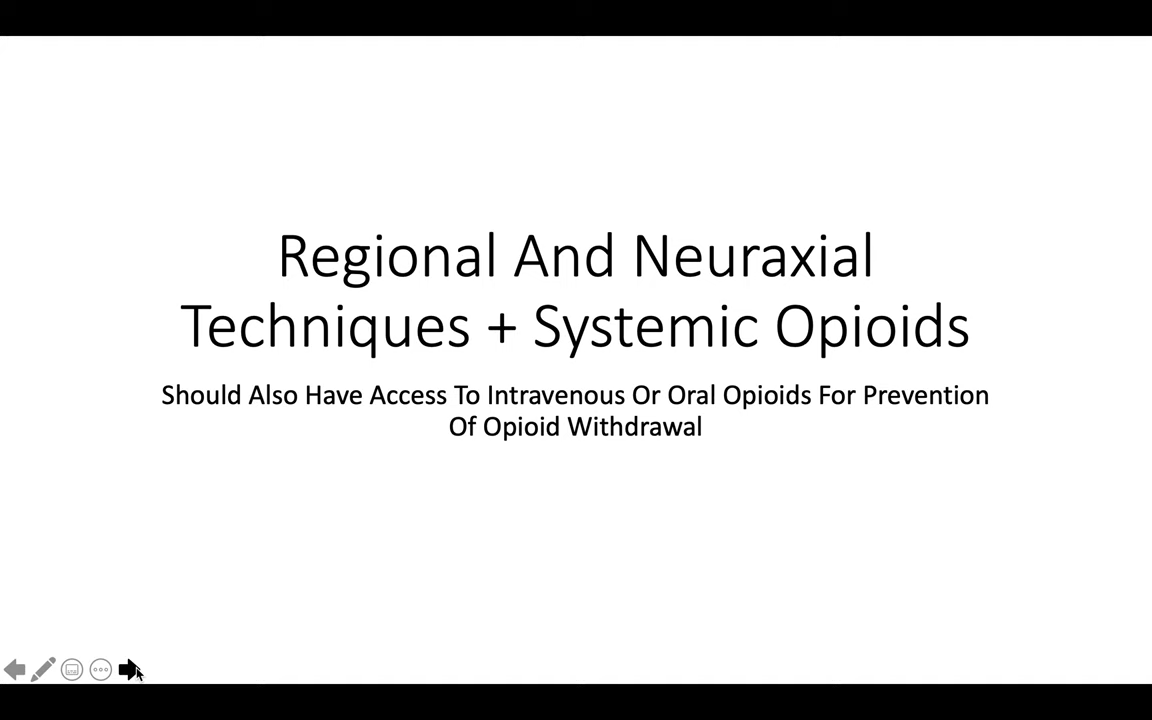 Regional And Neuraxial
Techniques + Systemic Opioids
Should Also Have Access To Intravenous Or Oral Opioids For Prevention
Of Opioid Withdrawal